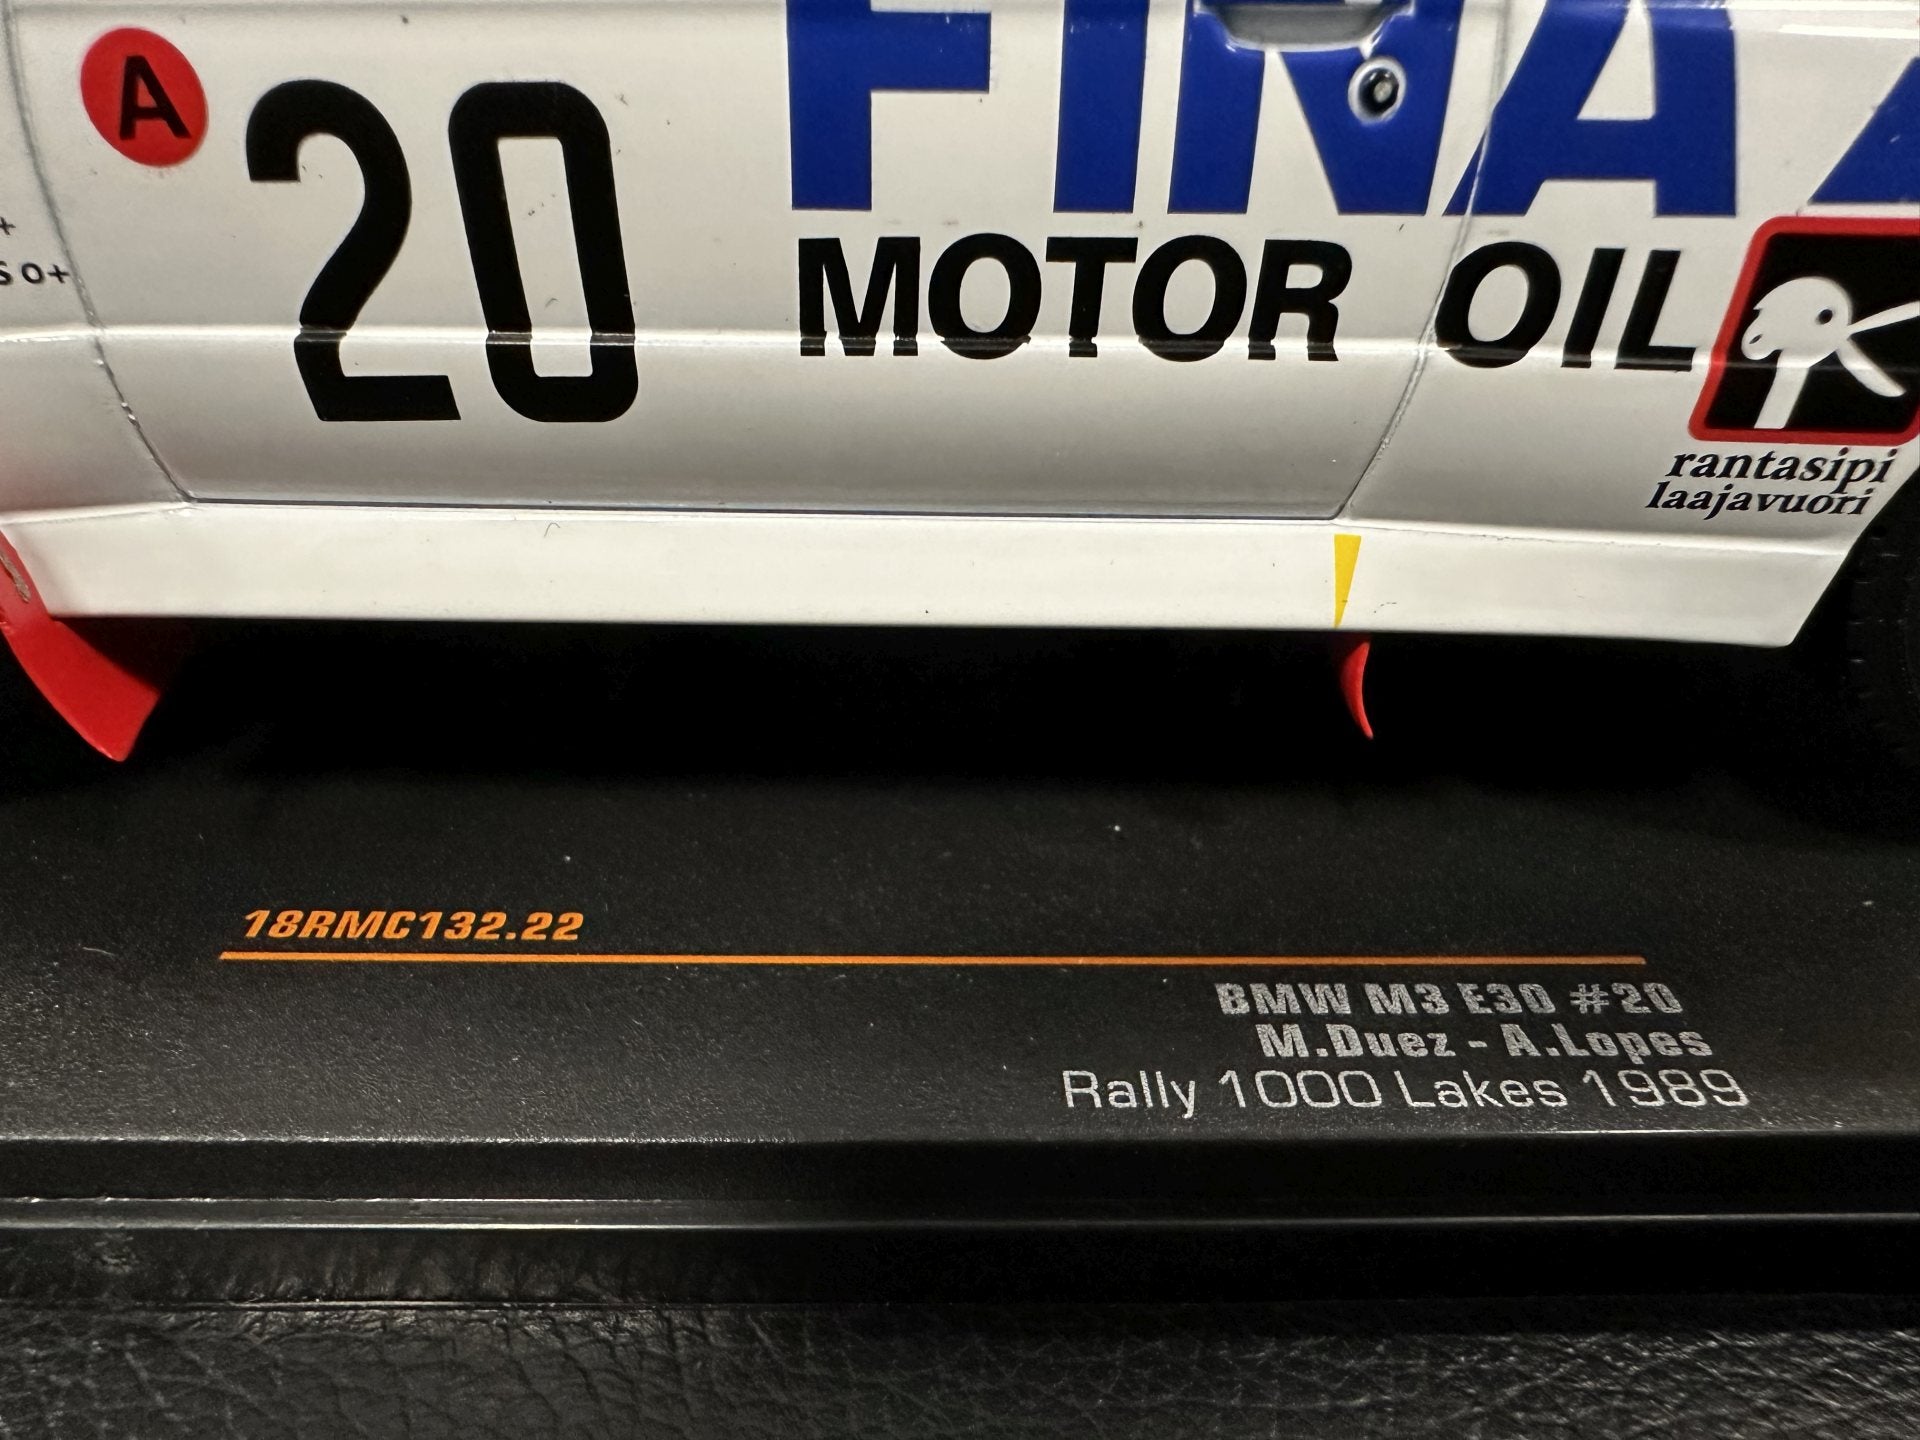 A
20
FINA
MOTOR OIL
+
S O+
rantasipi
laajavuori
18RMC132.22
BMW M3 E30 #20
M.Duez - A.Lopes
Rally 1000 Lakes 1989